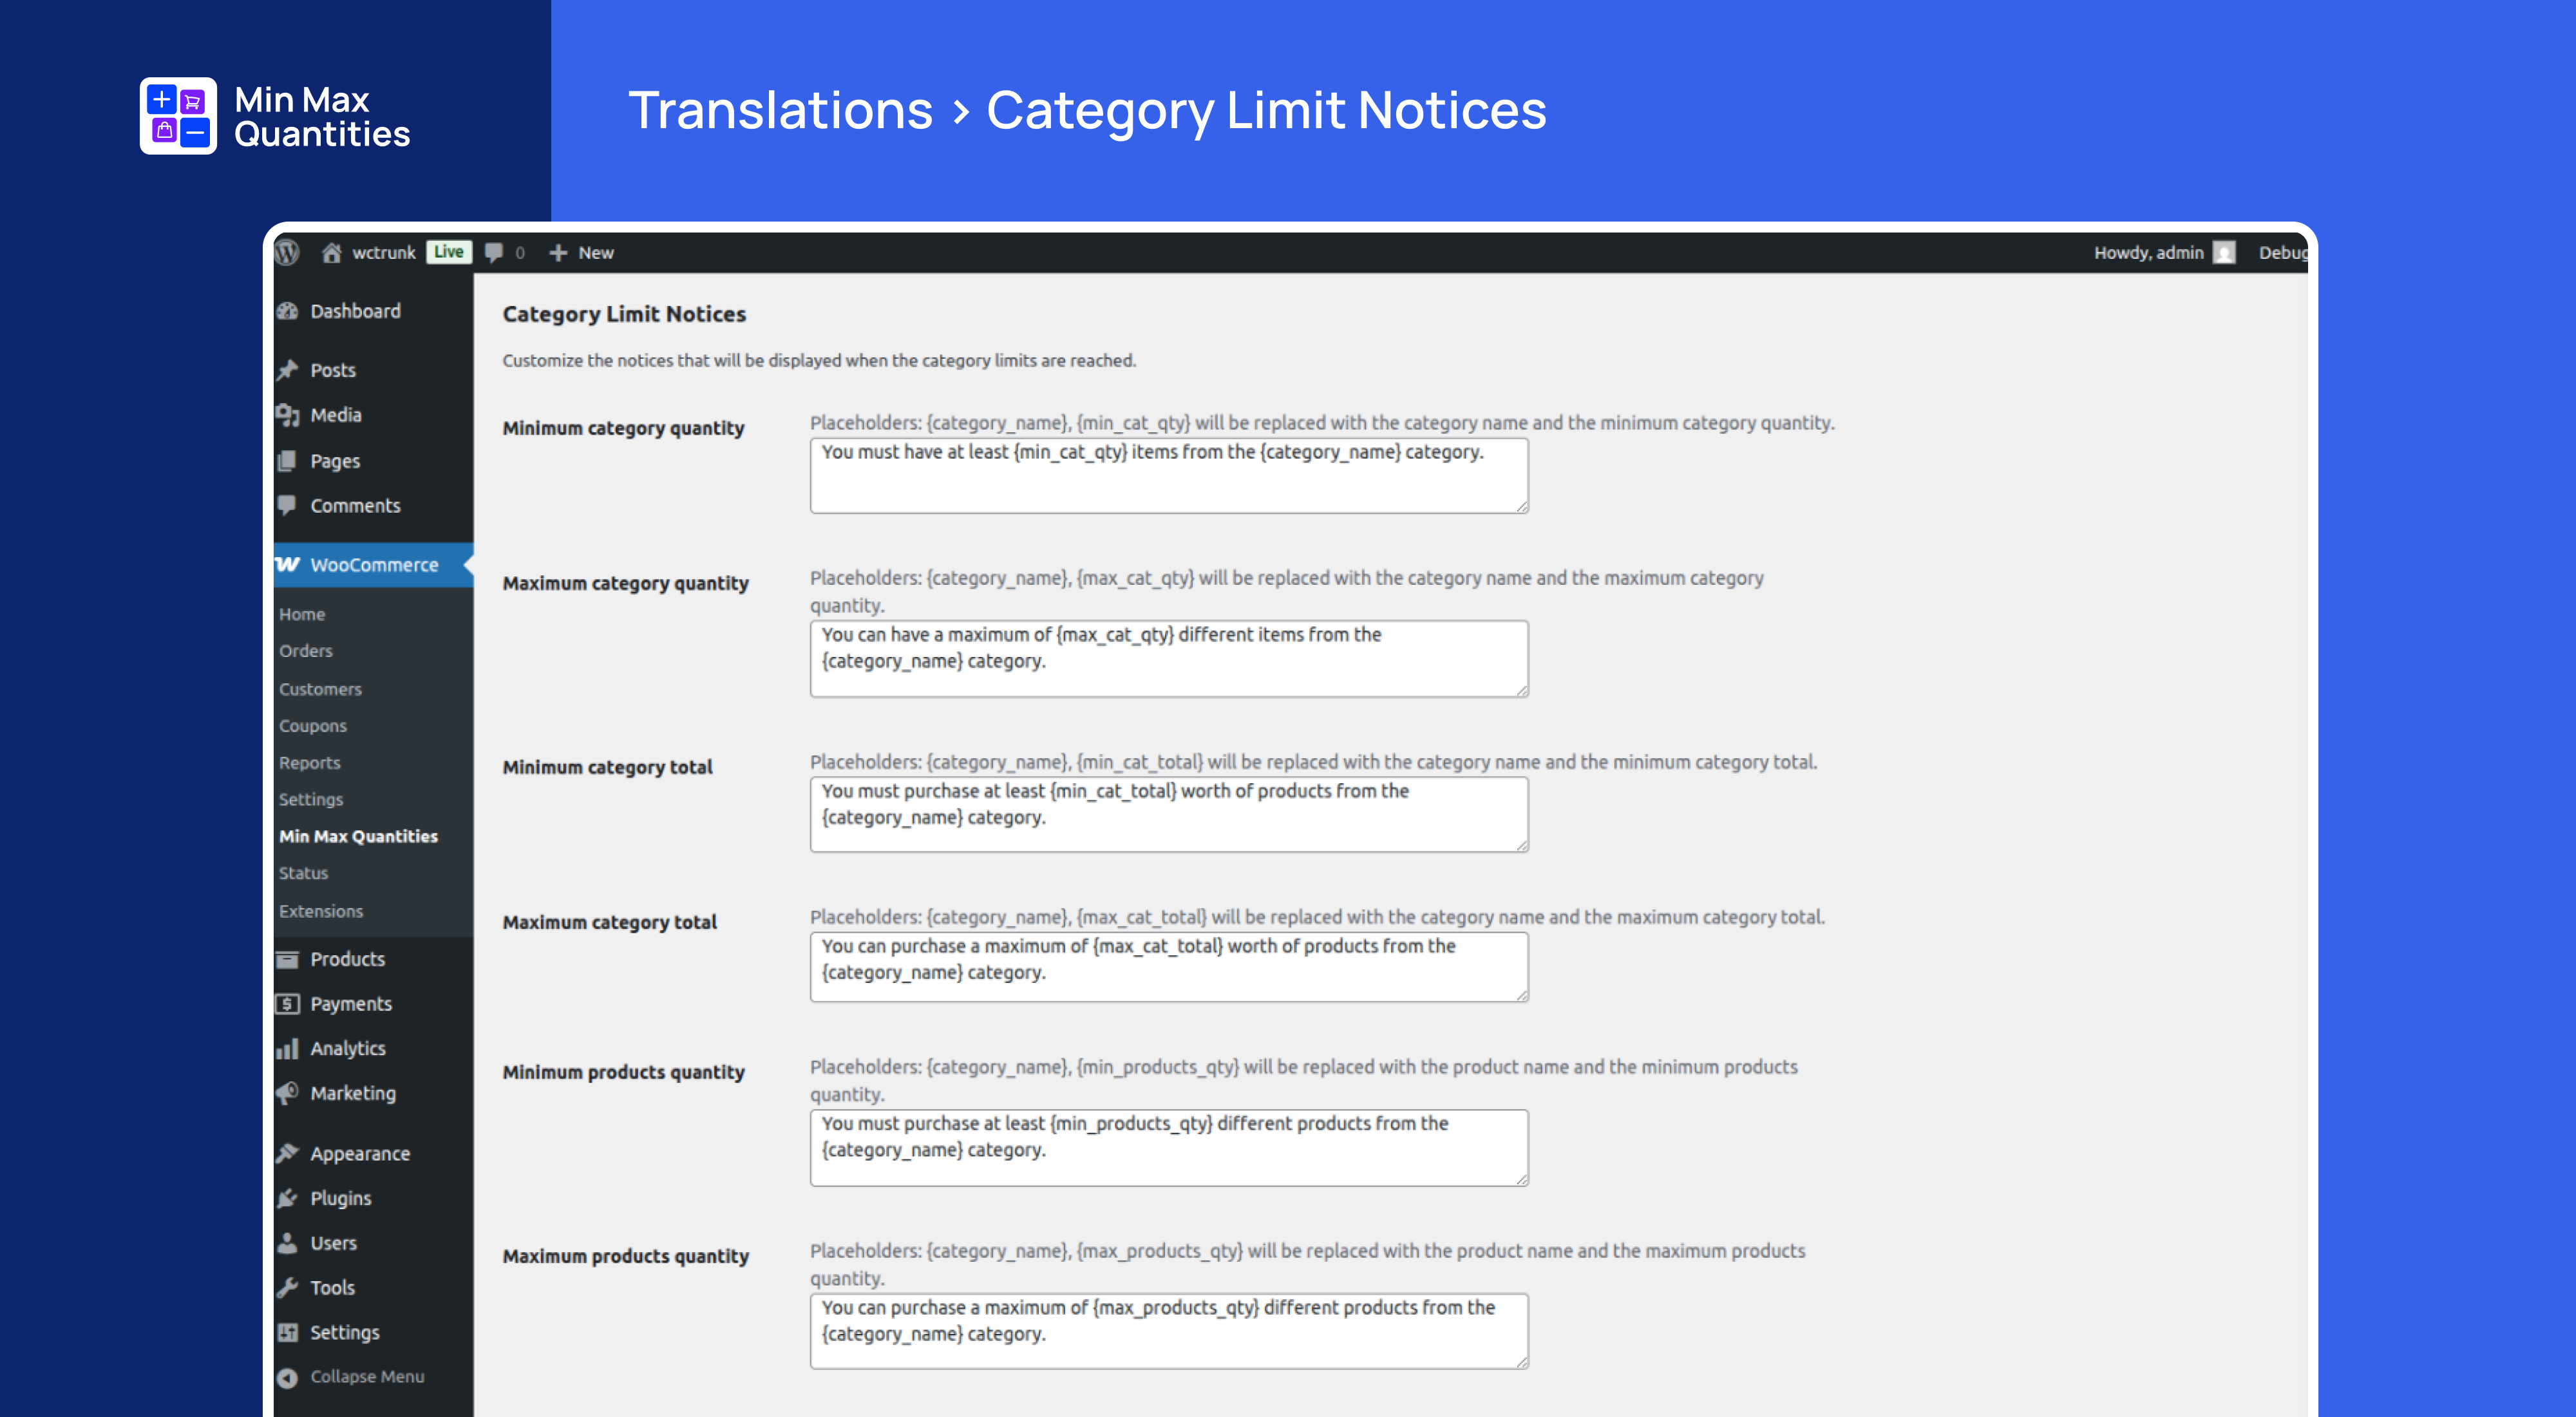 Min Max
Quantities
Translations > Category Limit Notices
wctrunk Live 0 + New
Howdy, admin
Debug
Dashboard
Posts
Media
Pages
Comments
WooCommerce
Home
Orders
Customers
Coupons
Reports
Settings
Min Max Quantities
Status
Extensions
Products
Payments
Analytics
Marketing
Appearance
Plugins
Users
Tools
Settings
Collapse Menu
Category Limit Notices
Customize the notices that will be displayed when the category limits are reached.
Minimum category quantity
Placeholders: {category_name}, {min_cat_qty} will be replaced with the category name and the minimum category quantity.
You must have at least {min_cat_qty} items from the {category_name} category.
Maximum category quantity
Placeholders: {category_name}, {max_cat_qty} will be replaced with the category name and the maximum category
quantity.
You can have a maximum of {max_cat_qty} different items from the
{category_name} category.
Minimum category total
Placeholders: {category_name}, {min_cat_total} will be replaced with the category name and the minimum category total.
You must purchase at least {min_cat_total} worth of products from the
{category_name} category.
Maximum category total
Placeholders: {category_name}, {max_cat_total} will be replaced with the category name and the maximum category total.
You can purchase a maximum of {max_cat_total} worth of products from the
{category_name} category.
Minimum products quantity
Placeholders: {category_name}, {min_products_qty} will be replaced with the product name and the minimum products
quantity.
You must purchase at least {min_products_qty} different products from the
{category_name} category.
Maximum products quantity
Placeholders: {category_name}, {max_products_qty} will be replaced with the product name and the maximum products
quantity.
You can purchase a maximum of {max_products_qty} different products from the
{category_name} category.